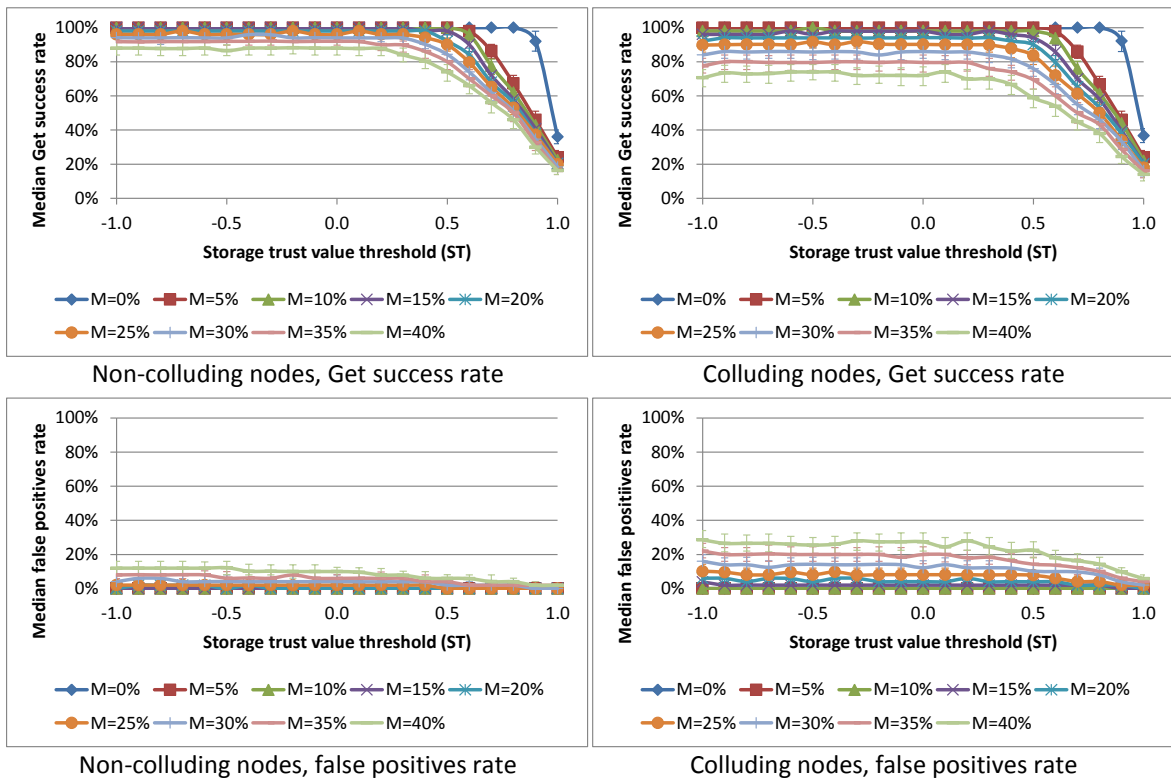 100%
80%
60%
40%
20%
0%
Median Get success rate
-1.0 -0.5 0.0 0.5 1.0
Storage trust value threshold (ST)
M=0% M=5% M=10% M=15% M=20%
M=25% M=30% M=35% M=40%
Non-colluding nodes, Get success rate
100%
80%
60%
40%
20%
0%
Median Get success rate
-1.0 -0.5 0.0 0.5 1.0
Storage trust value threshold (ST)
M=0% M=5% M=10% M=15% M=20%
M=25% M=30% M=35% M=40%
Colluding nodes, Get success rate
100%
80%
60%
40%
20%
0%
Median false positives rate
-1.0 -0.5 0.0 0.5 1.0
Storage trust value threshold (ST)
M=0% M=5% M=10% M=15% M=20%
M=25% M=30% M=35% M=40%
Non-colluding nodes, false positives rate
100%
80%
60%
40%
20%
0%
Median false positiives rate
-1.0 -0.5 0.0 0.5 1.0
Storage trust value threshold (ST)
M=0% M=5% M=10% M=15% M=20%
M=25% M=30% M=35% M=40%
Colluding nodes, false positives rate